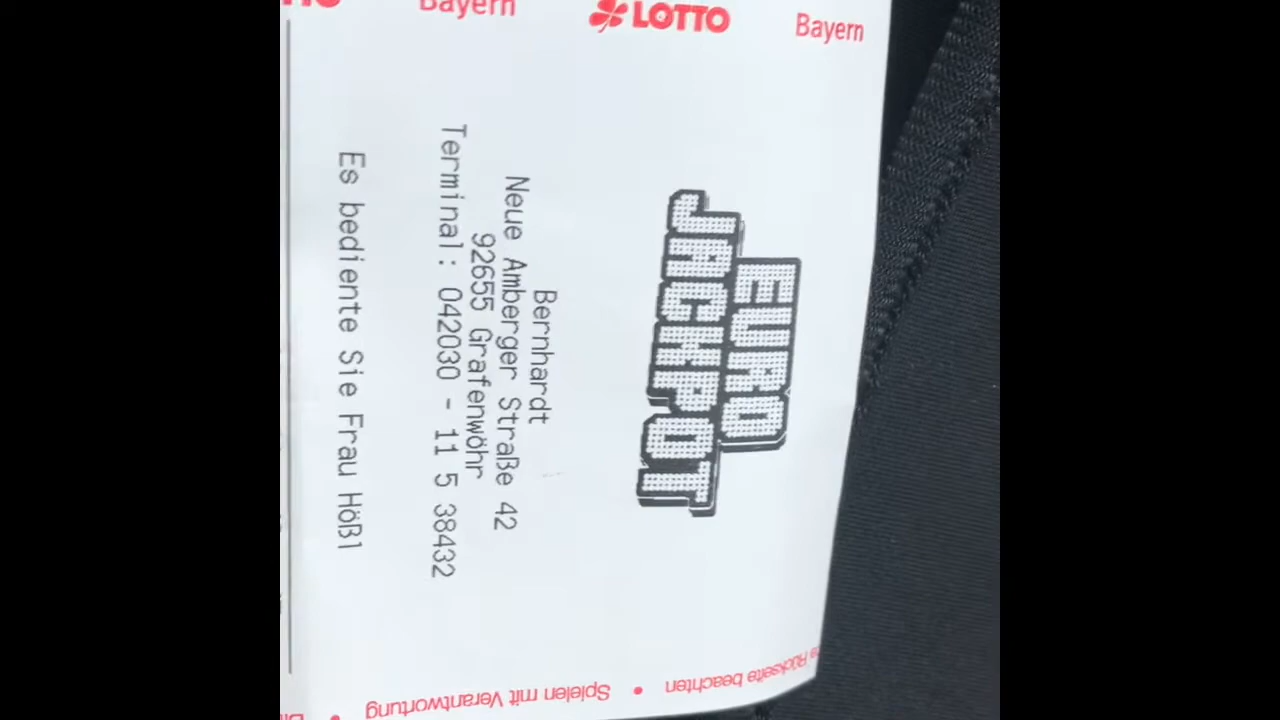 LOTTO Bayern
Bayern
EURO
JACKPOT
Bernhardt
Neue Amberger Straße 42
92655 Grafenwöhr
Terminal: 042030 - 11 5 38432
Es bediente Sie Frau Hößl
Rückseite beachten • Spielen mit Verantwortung •